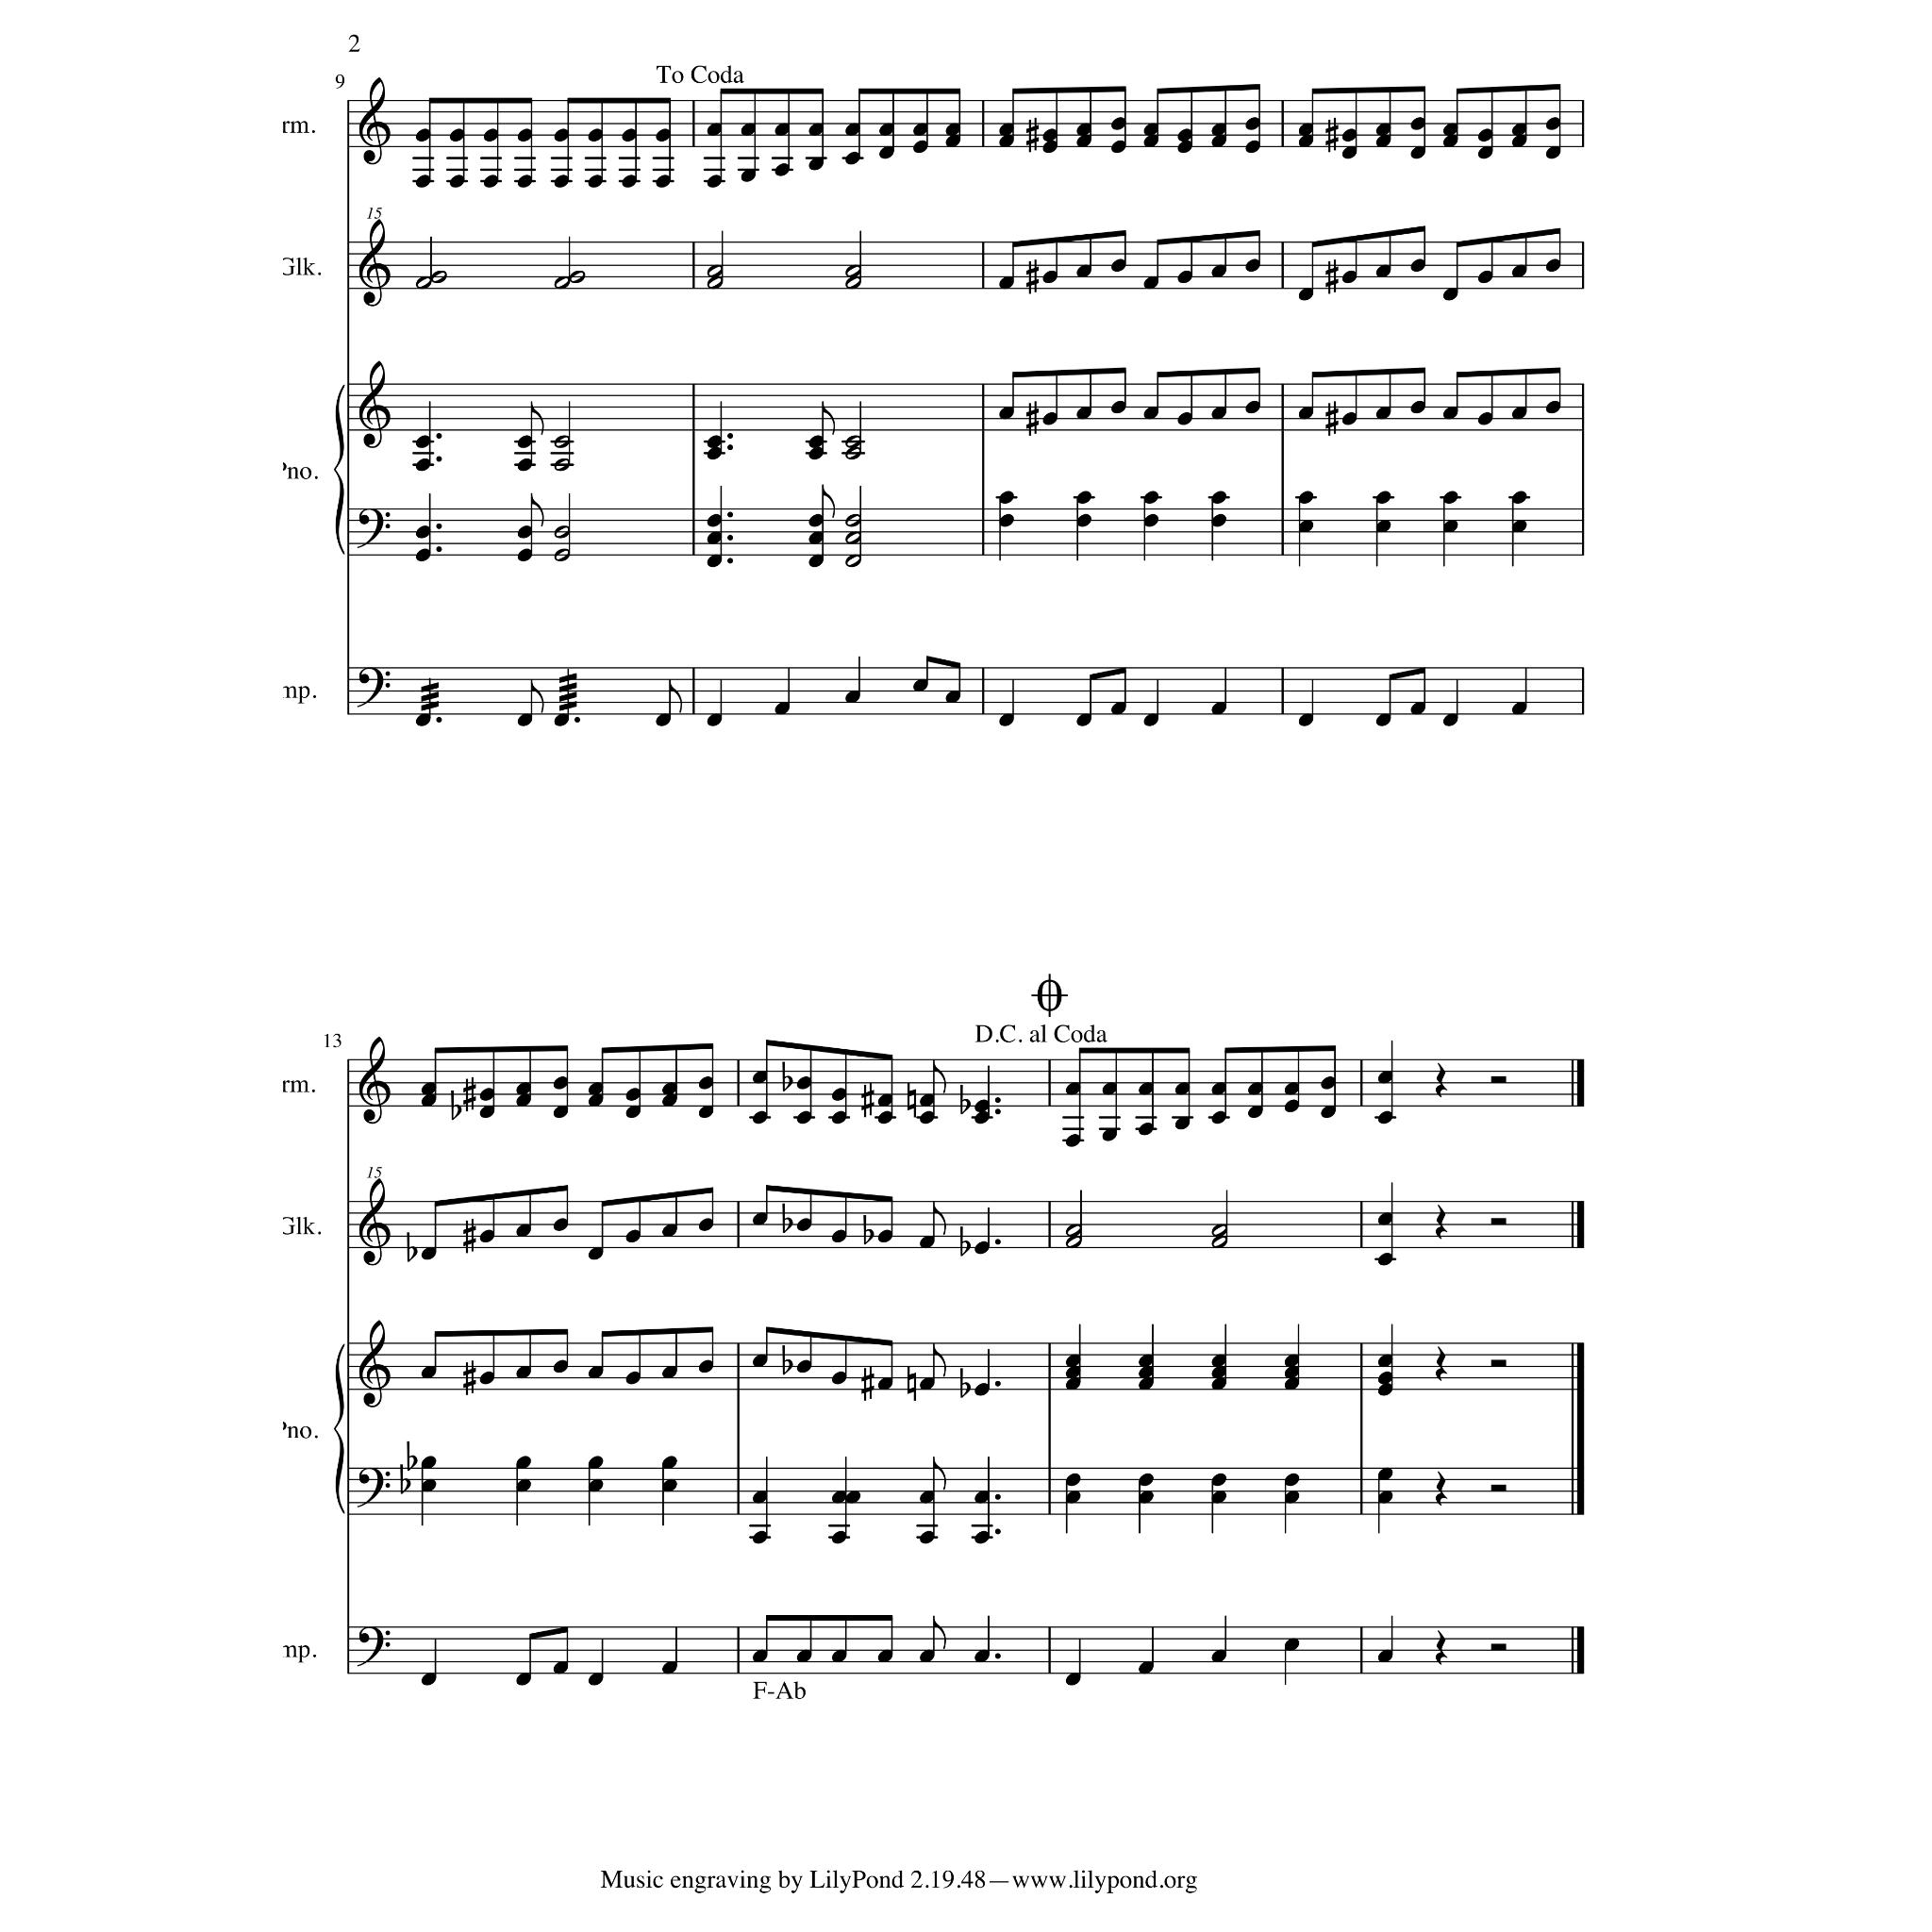 2
9
To Coda
rm.
15
Glk.
Pno.
mp.
13
D.C. al Coda
rm.
15
Glk.
Pno.
mp.
F-Ab
Music engraving by LilyPond 2.19.48—www.lilypond.org